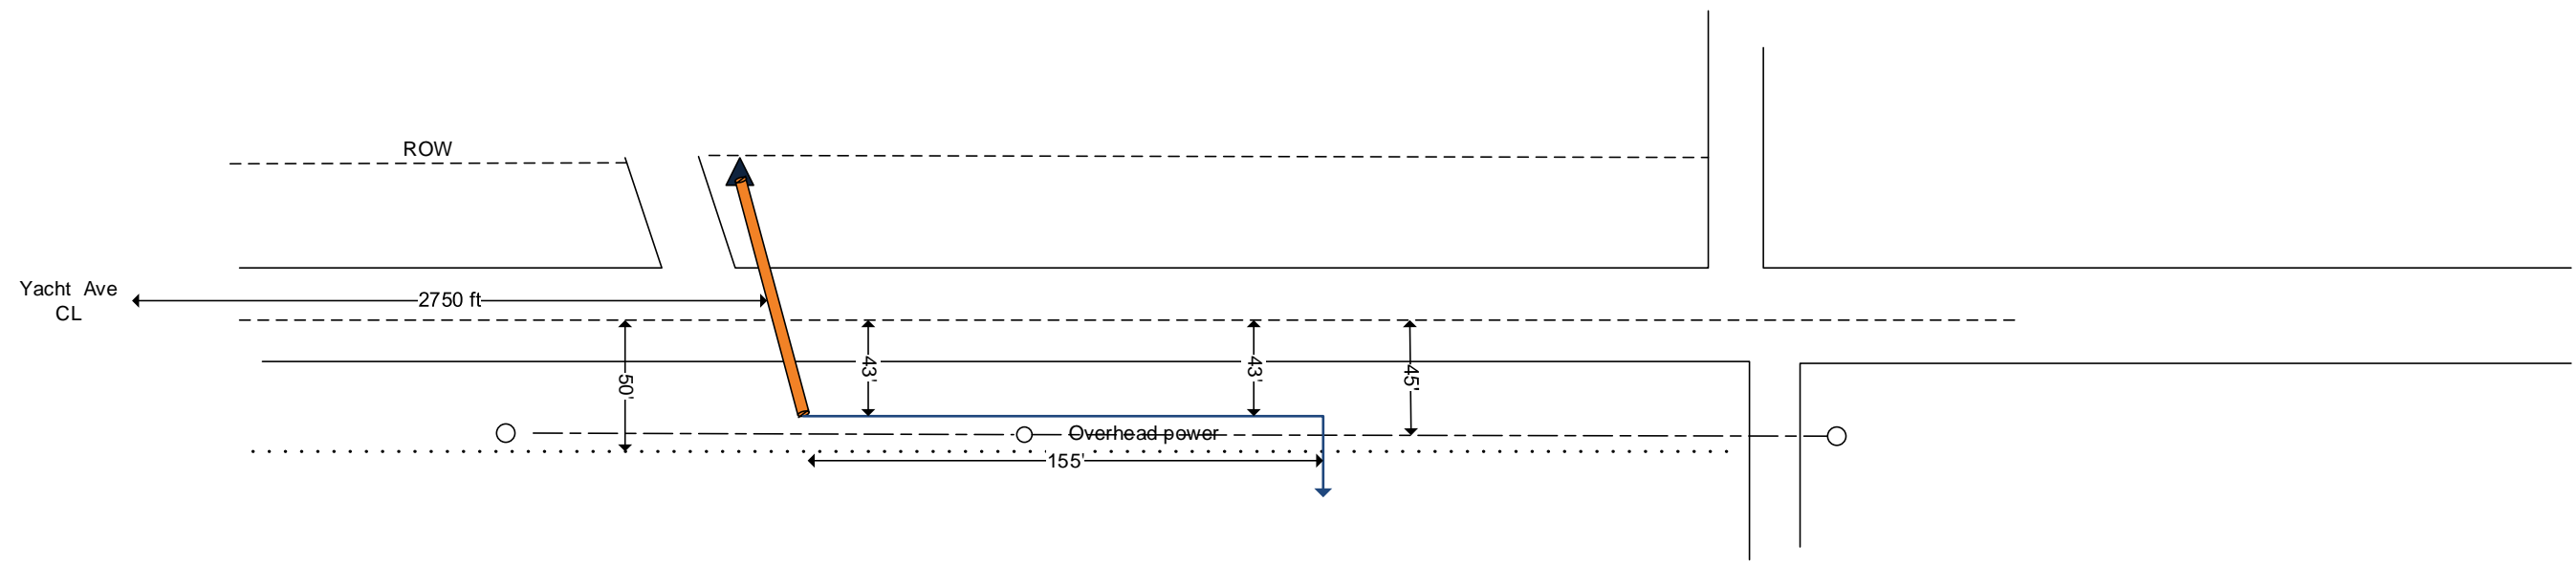 ROW
Yacht Ave
CL
2750 ft
50'
43'
43'
45'
Overhead power
155'